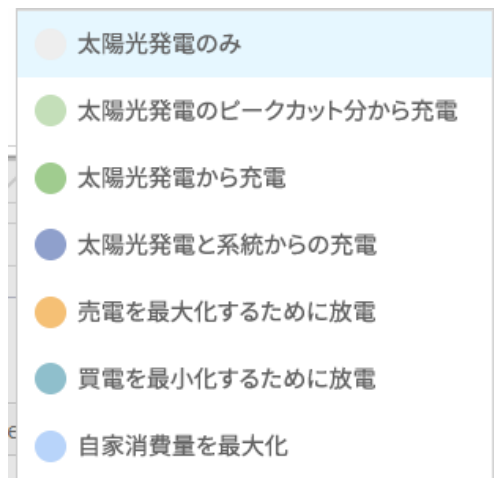 太陽光発電のみ
太陽光発電のピークカット分から充電
太陽光発電から充電
太陽光発電と系統からの充電
売電を最大化するために放電
買電を最小化するために放電
自家消費量を最大化